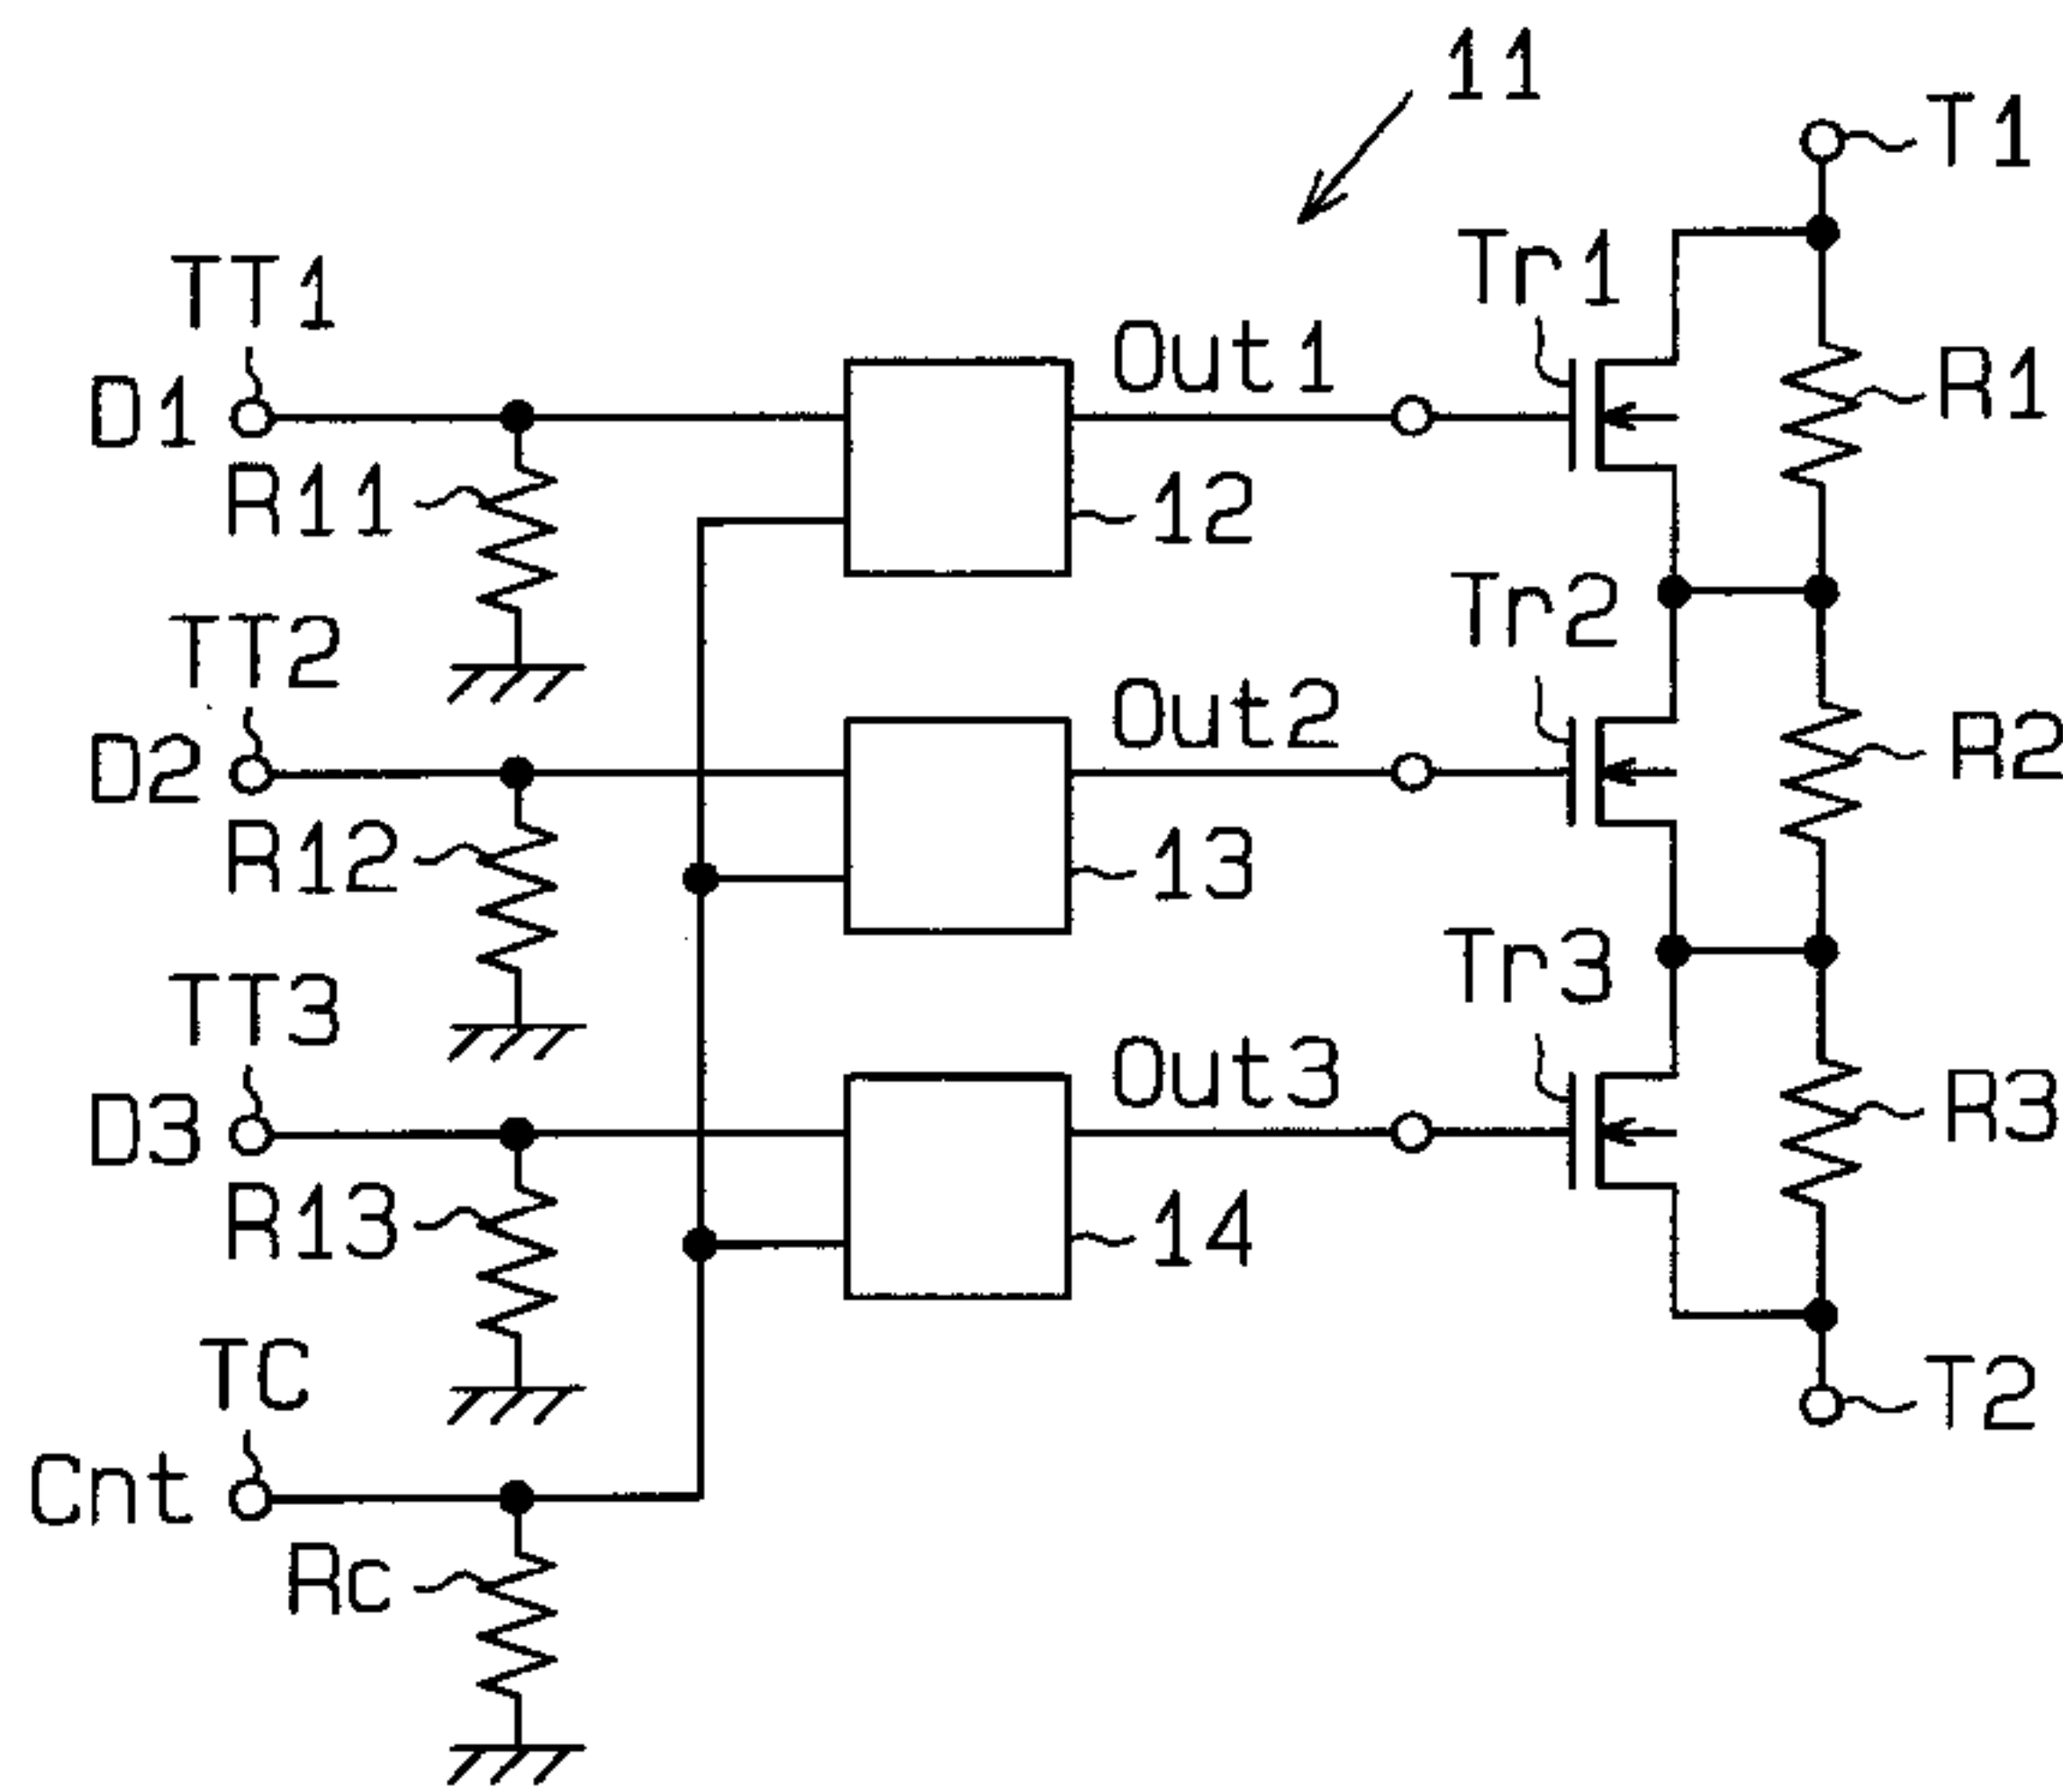 11
T1
Tr1
TT1
Out1
D1
R1
R11
12
Tr2
TT2
Out2
D2
R2
R12
13
Tr3
TT3
Out3
D3
R3
R13
14
TC
T2
Cnt
Rc